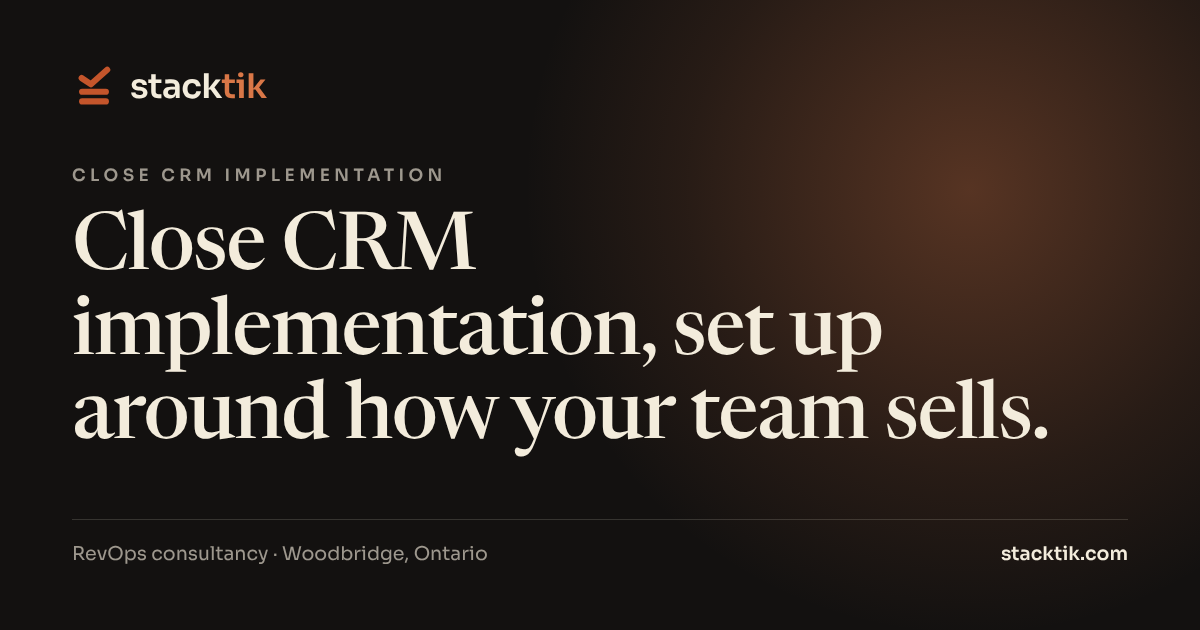 stacktik
CLOSE CRM IMPLEMENTATION
Close CRM
implementation, set up
around how your team sells.
RevOps consultancy · Woodbridge, Ontario
stacktik.com